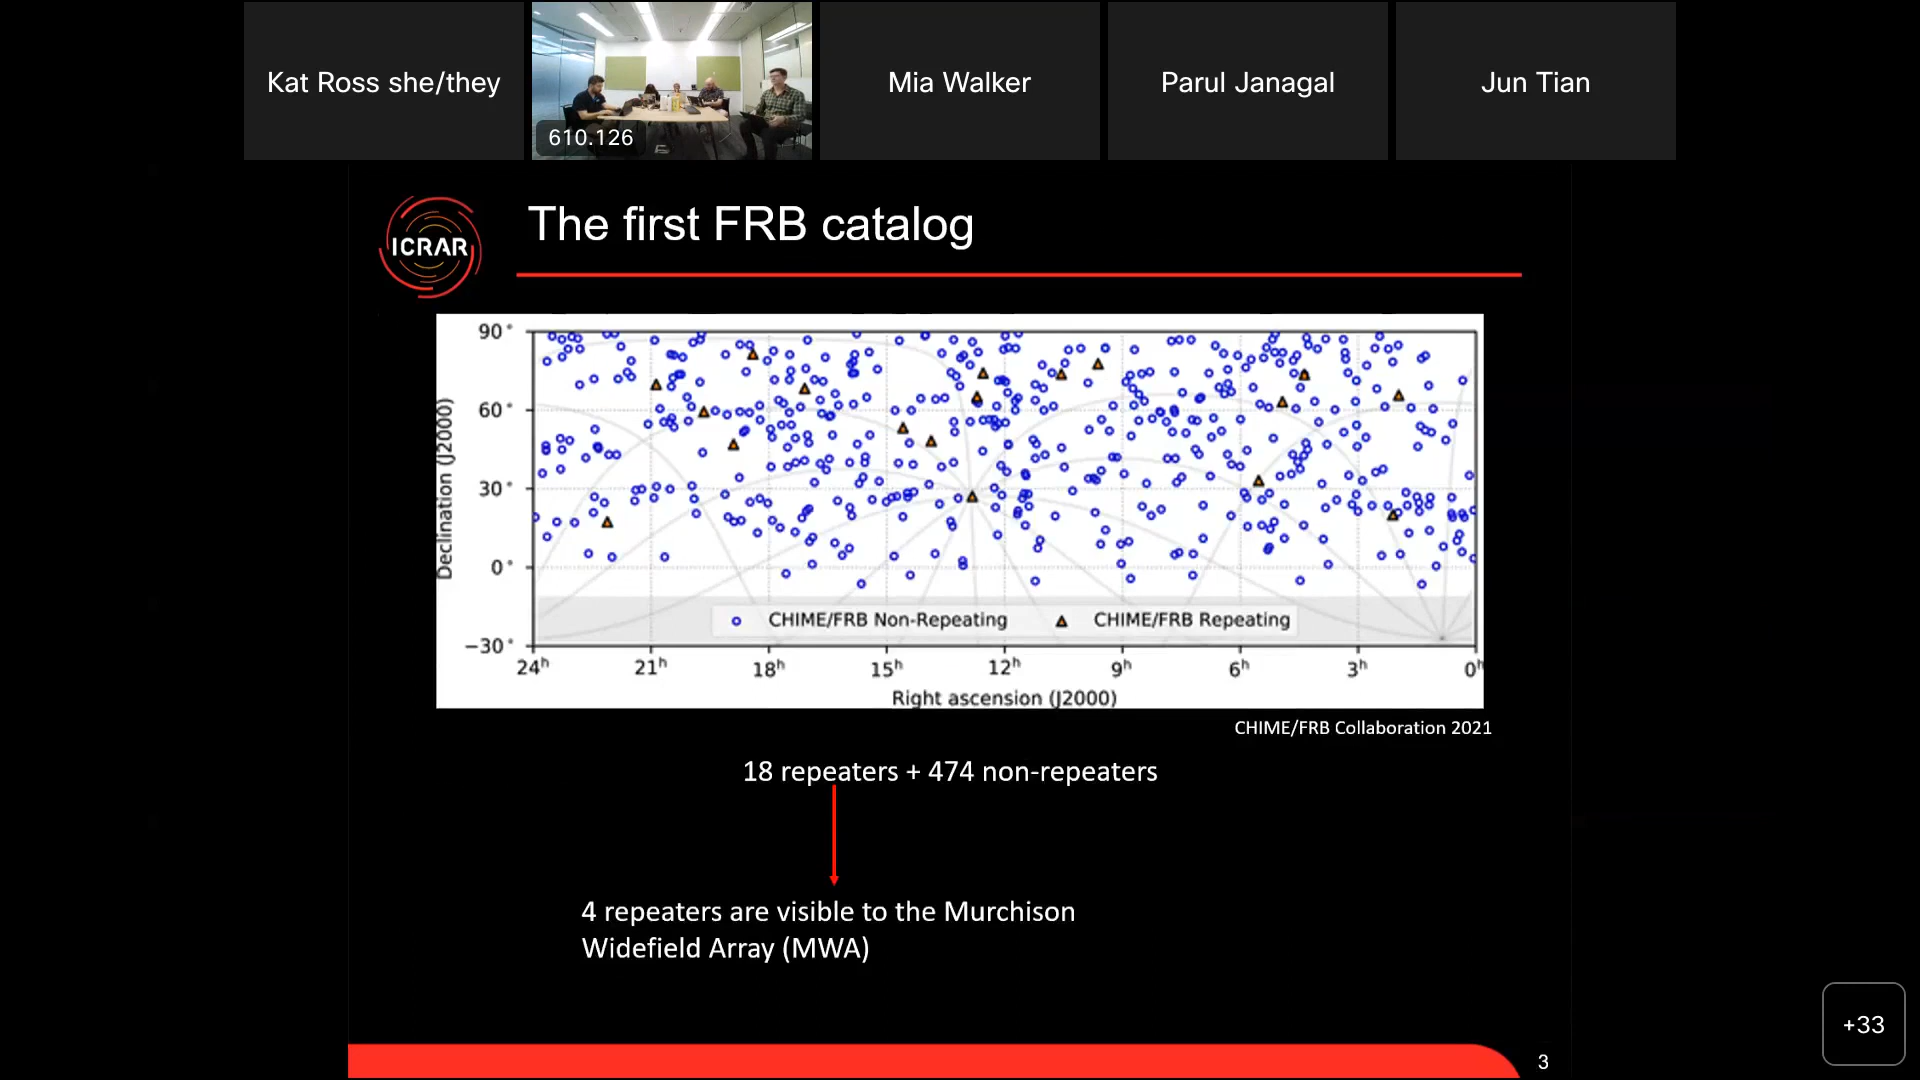 Kat Ross she/they
610.126
Mia Walker
Parul Janagal
Jun Tian
ICRAR
The first FRB catalog
90°
60°
30°
0°
−30°
Declination (J2000)
CHIME/FRB Non-Repeating
CHIME/FRB Repeating
24h 21h 18h 15h 12h 9h 6h 3h 0h
Right ascension (J2000)
CHIME/FRB Collaboration 2021
18 repeaters + 474 non-repeaters
4 repeaters are visible to the Murchison
Widefield Array (MWA)
+33
3